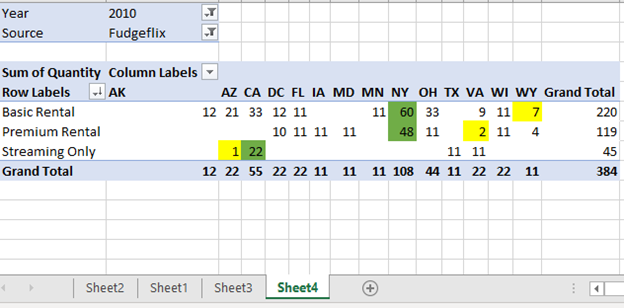 Year 2010
Source Fudgeflix
Sum of Quantity Column Labels
Row Labels AK AZ CA DC FL IA MD MN NY OH TX VA WI WY Grand Total
Basic Rental 12 21 33 12 11 11 60 33 9 11 7 220
Premium Rental 10 11 11 11 48 11 2 11 4 119
Streaming Only 1 22 11 11 45
Grand Total 12 22 55 22 22 11 11 11 108 44 11 22 22 11 384
Sheet2 Sheet1 Sheet3 Sheet4